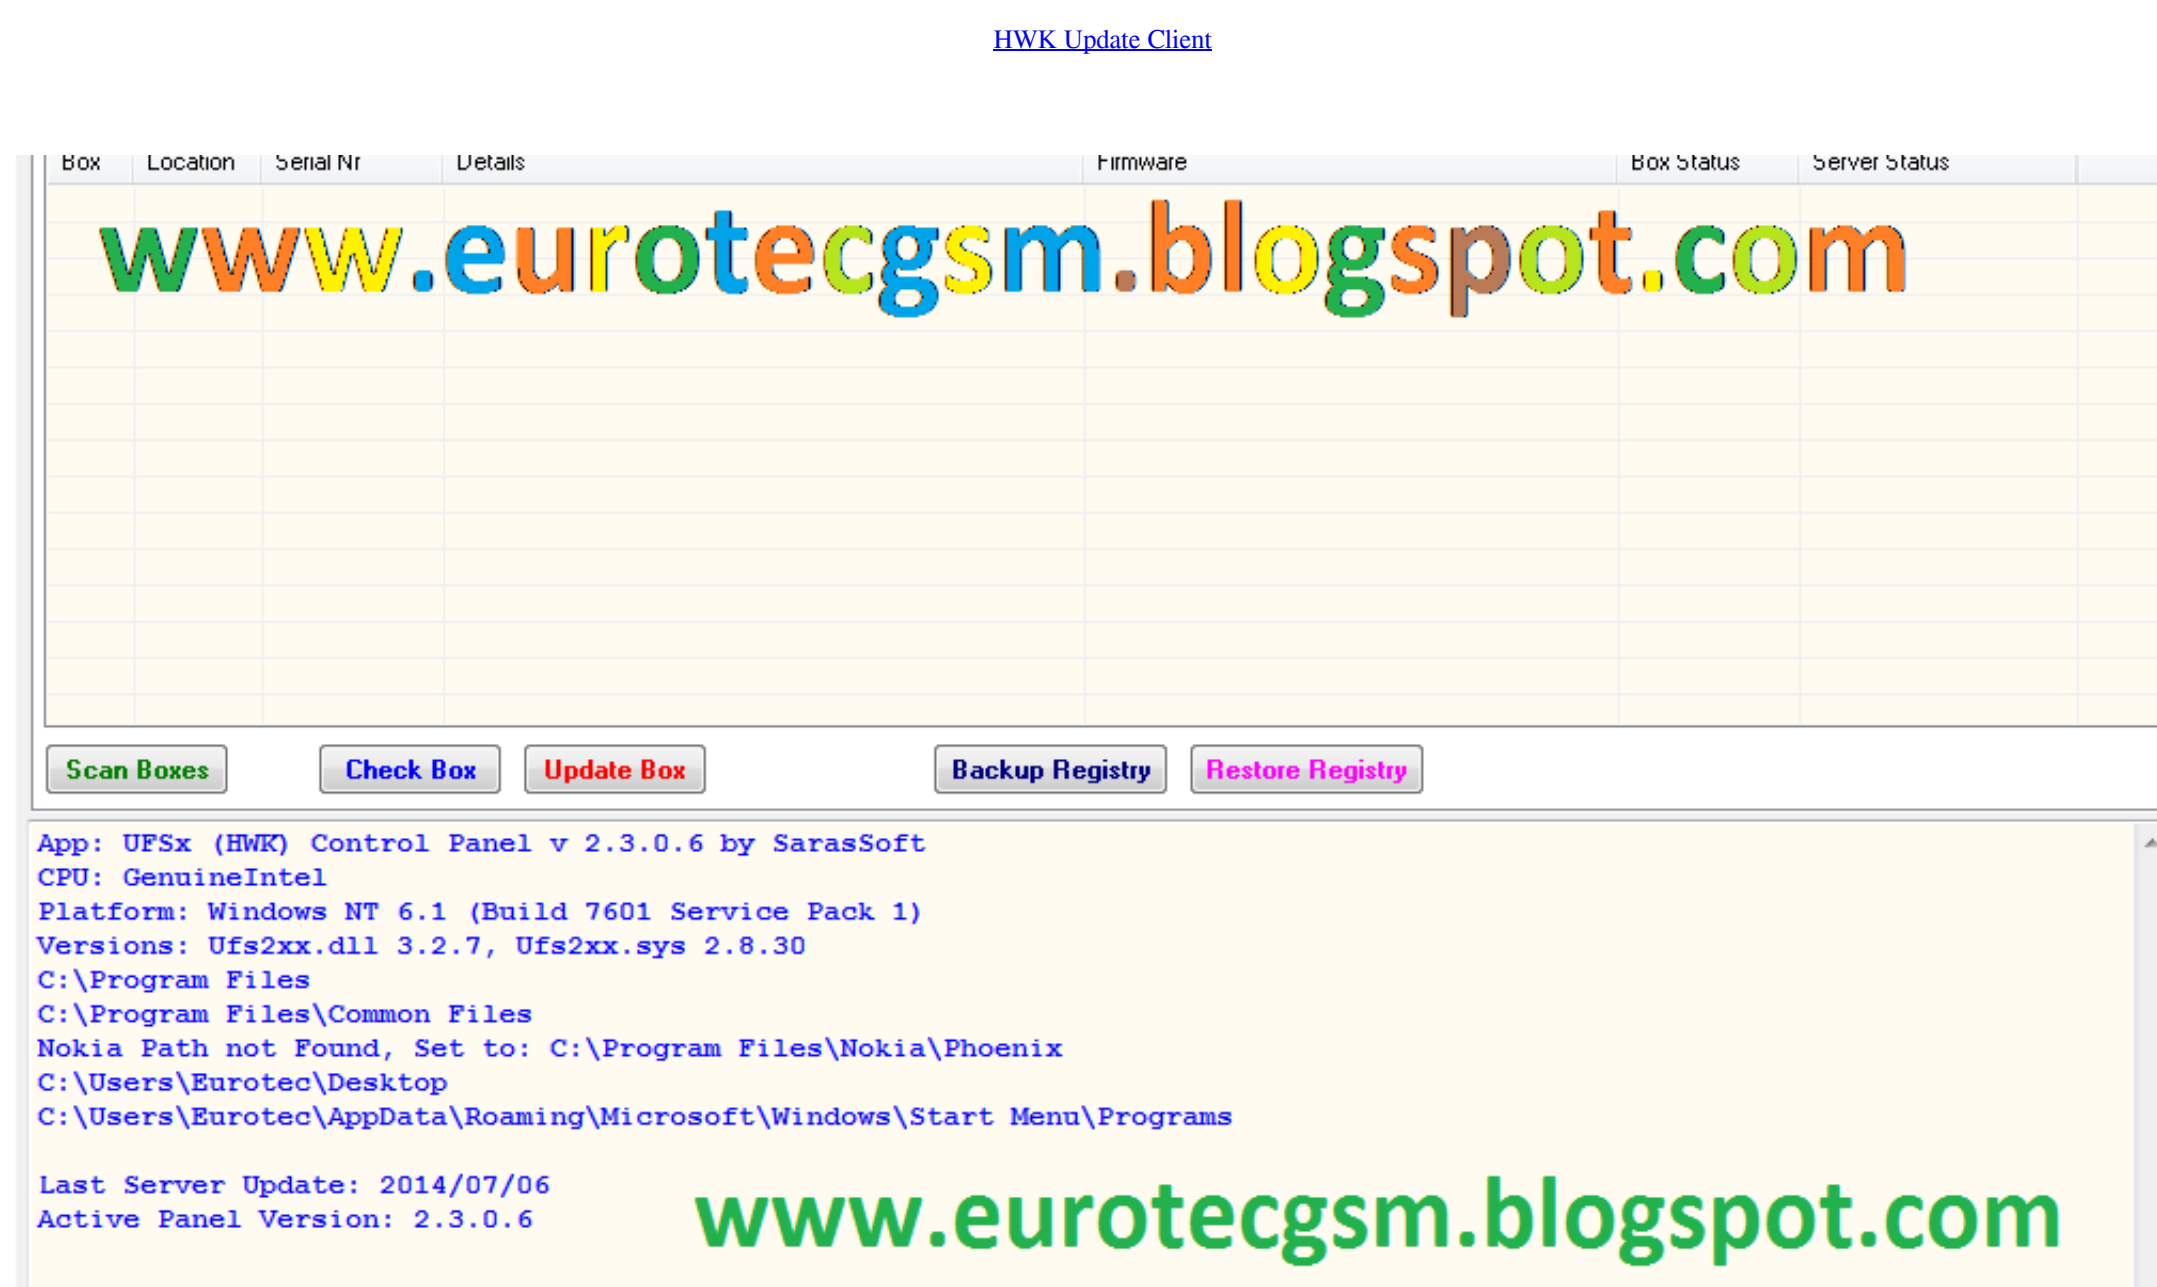 HWK Update Client
Box Location Serial Nr Details Firmware Box Status Server Status
www.eurotecgsm.blogspot.com
Scan Boxes Check Box Update Box Backup Registry Restore Registry
App: UFSx (HWK) Control Panel v 2.3.0.6 by SarasSoft
CPU: GenuineIntel
Platform: Windows NT 6.1 (Build 7601 Service Pack 1)
Versions: Ufs2xx.dll 3.2.7, Ufs2xx.sys 2.8.30
C:\Program Files
C:\Program Files\Common Files
Nokia Path not Found, Set to: C:\Program Files\Nokia\Phoenix
C:\Users\Eurotec\Desktop
C:\Users\Eurotec\AppData\Roaming\Microsoft\Windows\Start Menu\Programs
Last Server Update: 2014/07/06
Active Panel Version: 2.3.0.6
www.eurotecgsm.blogspot.com